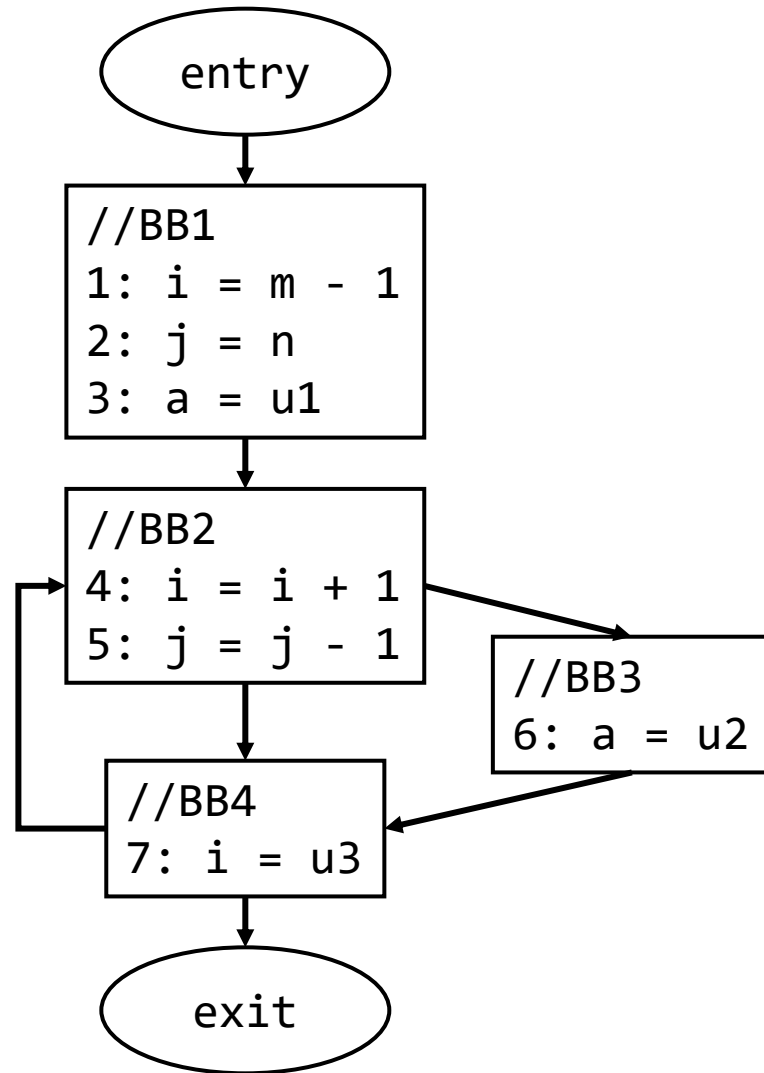 entry
//BB1
1: i = m - 1
2: j = n
3: a = u1
//BB2
4: i = i + 1
5: j = j - 1
//BB3
6: a = u2
//BB4
7: i = u3
exit